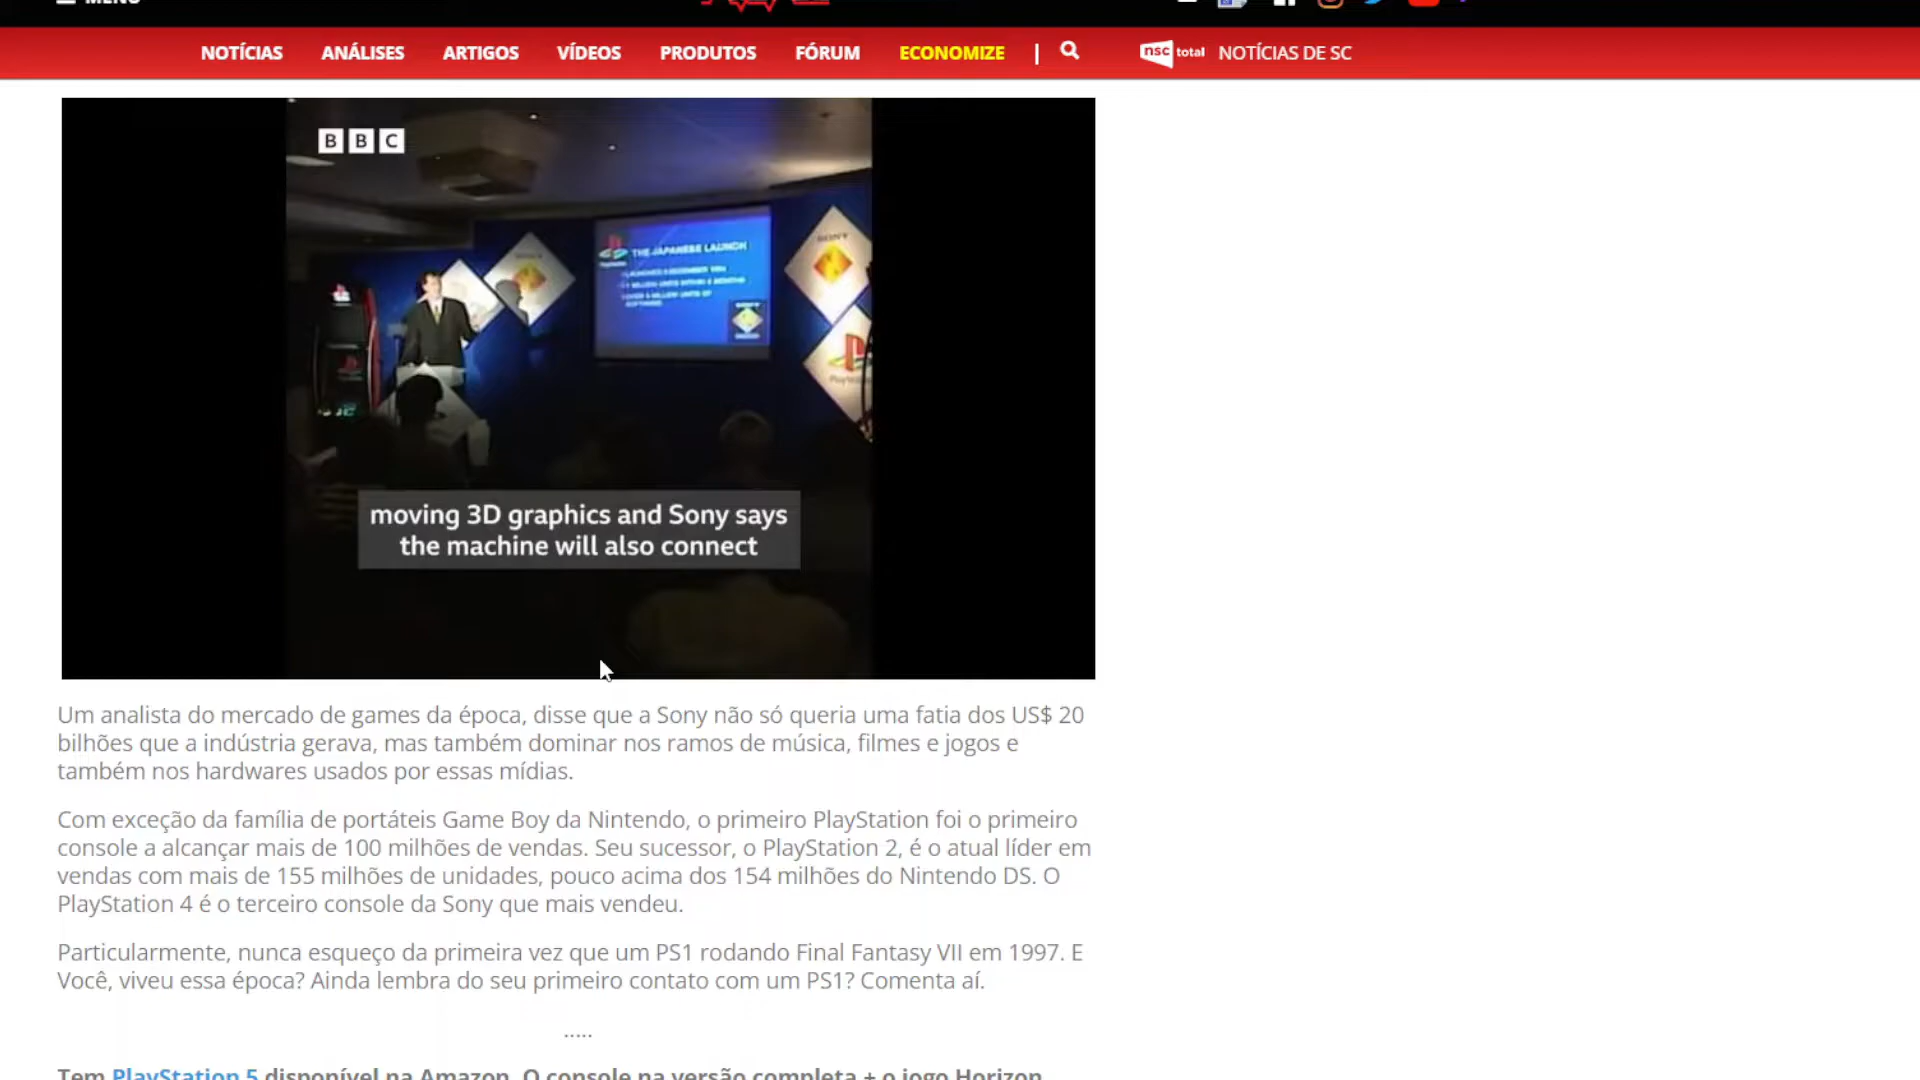 MENU
NOTÍCIAS ANÁLISES ARTIGOS VÍDEOS PRODUTOS FÓRUM ECONOMIZE | nsc total NOTÍCIAS DE SC
BBC
SONY
THE JAPANESE LAUNCH
SONY
PlayStation
moving 3D graphics and Sony says
the machine will also connect
Um analista do mercado de games da época, disse que a Sony não só queria uma fatia dos US$ 20
bilhões que a indústria gerava, mas também dominar nos ramos de música, filmes e jogos e
também nos hardwares usados por essas mídias.
Com exceção da família de portáteis Game Boy da Nintendo, o primeiro PlayStation foi o primeiro
console a alcançar mais de 100 milhões de vendas. Seu sucessor, o PlayStation 2, é o atual líder em
vendas com mais de 155 milhões de unidades, pouco acima dos 154 milhões do Nintendo DS. O
PlayStation 4 é o terceiro console da Sony que mais vendeu.
Particularmente, nunca esqueço da primeira vez que um PS1 rodando Final Fantasy VII em 1997. E
Você, viveu essa época? Ainda lembra do seu primeiro contato com um PS1? Comenta aí.
.....
Tem PlayStation 5 disponível na Amazon. O console na versão completa + o jogo Horizon